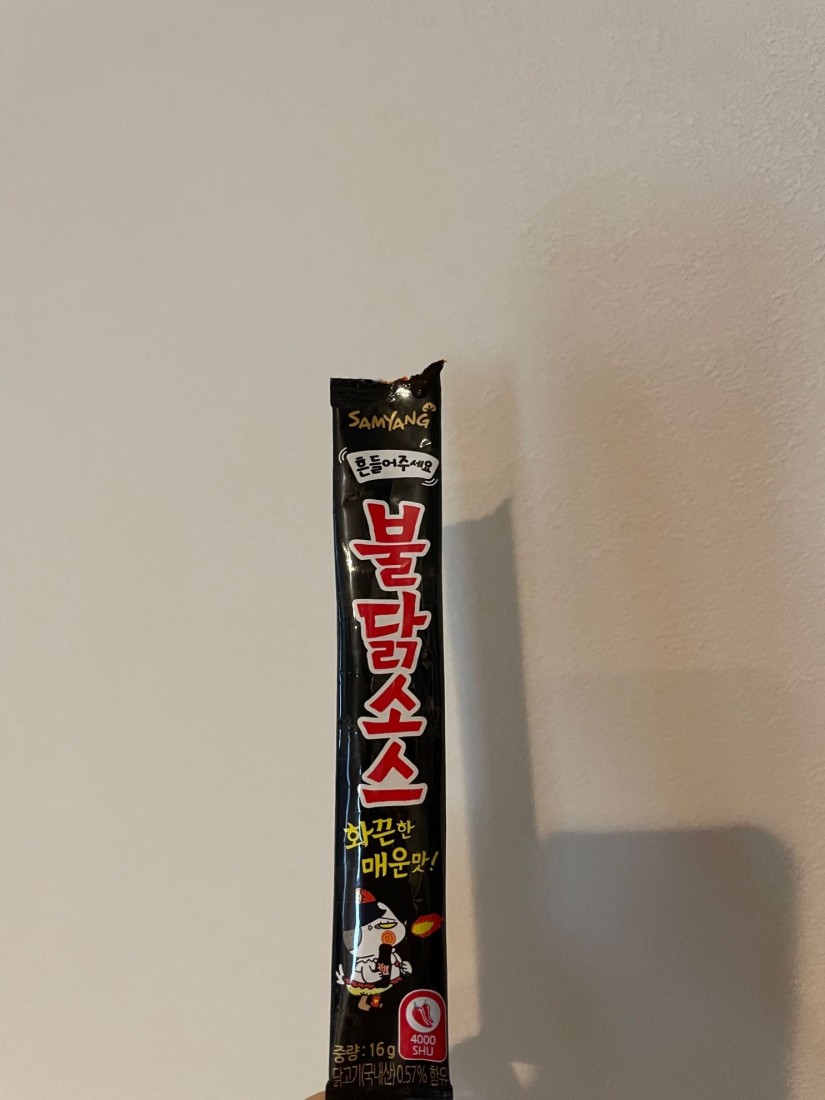 SAMYANG
흔들어주세요
불닭소스
화끈한
매운맛!
4000
SHU
중량 : 16 g
닭고기(국내산) 0.57% 함유